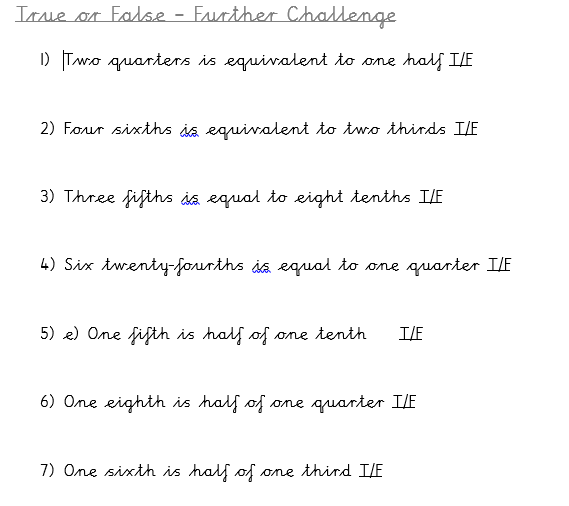 True or False – Further Challenge
1) Two quarters is equivalent to one half T/F
2) Four sixths is equivalent to two thirds T/F
3) Three fifths is equal to eight tenths T/F
4) Six twenty-fourths is equal to one quarter T/F
5) e) One fifth is half of one tenth T/F
6) One eighth is half of one quarter T/F
7) One sixth is half of one third T/F